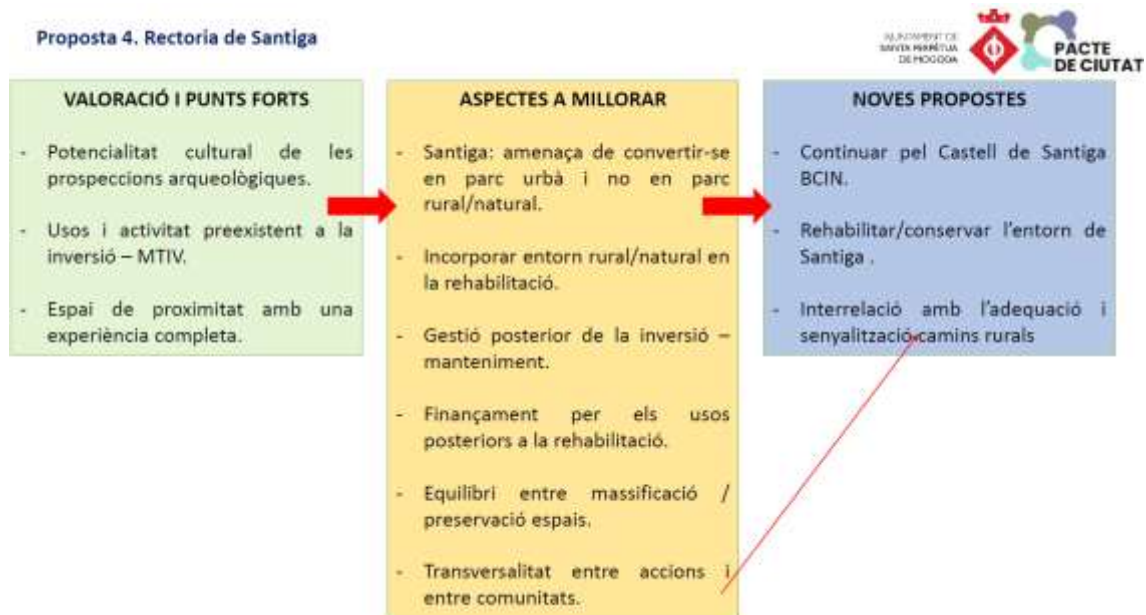 Proposta 4. Rectoria de Santiga
AJUNTAMENT DE
SANTA PERPÈTUA
DE MOGODA
PACTE
DE CIUTAT
VALORACIÓ I PUNTS FORTS
- Potencialitat cultural de les
prospeccions arqueològiques.
- Usos i activitat preexistent a la
inversió – MTIV.
- Espai de proximitat amb una
experiència completa.
ASPECTES A MILLORAR
- Santiga: amenaça de convertir-se
en parc urbà i no en parc
rural/natural.
- Incorporar entorn rural/natural en
la rehabilitació.
- Gestió posterior de la inversió –
manteniment.
- Finançament per els usos
posteriors a la rehabilitació.
- Equilibri entre massificació /
preservació espais.
- Transversalitat entre accions i
entre comunitats.
NOVES PROPOSTES
- Continuar pel Castell de Santiga
BCIN.
- Rehabilitar/conservar l'entorn de
Santiga .
- Interrelació amb l'adequació i
senyalització camins rurals